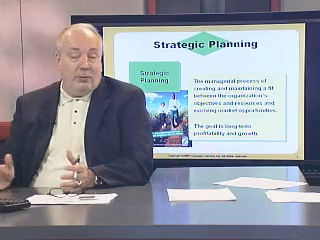 Strategic Planning
Strategic
Planning
The managerial process of
creating and maintaining a fit
between the organization's
objectives and resources and
evolving market opportunities.
The goal is long-term
profitability and growth.